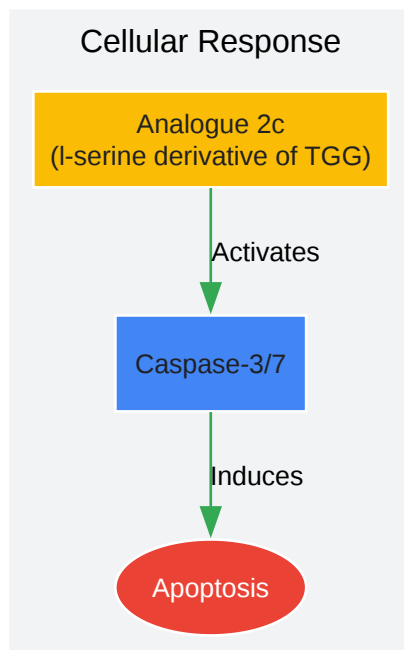 Cellular Response
Analogue 2c
(l-serine derivative of TGG)
Activates
Caspase-3/7
Induces
Apoptosis